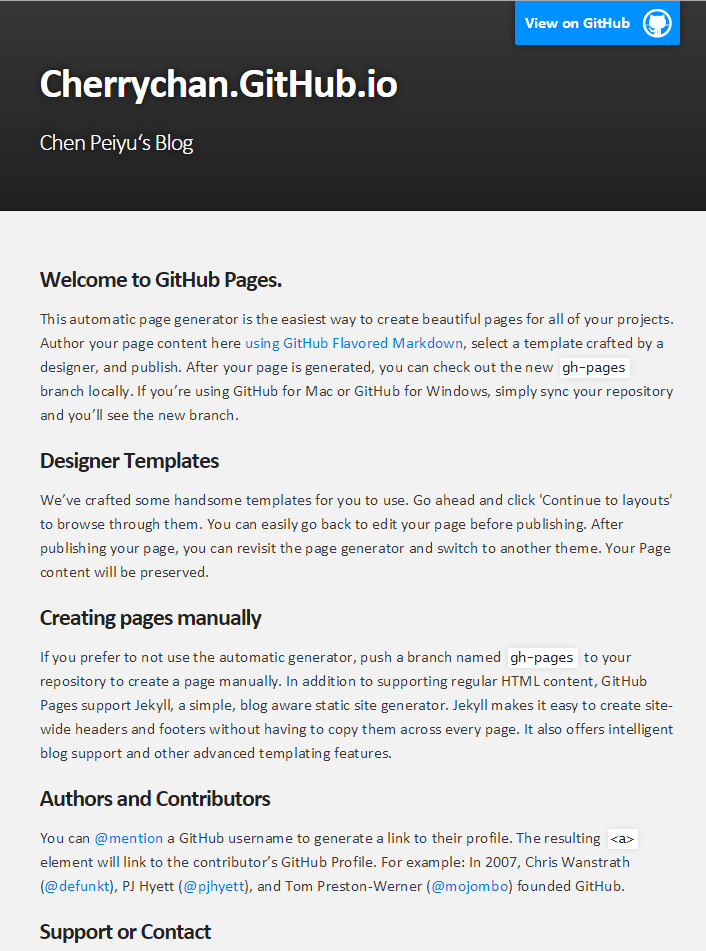 View on GitHub
Cherrychan.GitHub.io
Chen Peiyu‘s Blog
Welcome to GitHub Pages.
This automatic page generator is the easiest way to create beautiful pages for all of your projects.
Author your page content here using GitHub Flavored Markdown, select a template crafted by a
designer, and publish. After your page is generated, you can check out the new gh-pages
branch locally. If you’re using GitHub for Mac or GitHub for Windows, simply sync your repository
and you’ll see the new branch.
Designer Templates
We’ve crafted some handsome templates for you to use. Go ahead and click 'Continue to layouts'
to browse through them. You can easily go back to edit your page before publishing. After
publishing your page, you can revisit the page generator and switch to another theme. Your Page
content will be preserved.
Creating pages manually
If you prefer to not use the automatic generator, push a branch named gh-pages to your
repository to create a page manually. In addition to supporting regular HTML content, GitHub
Pages support Jekyll, a simple, blog aware static site generator. Jekyll makes it easy to create site-
wide headers and footers without having to copy them across every page. It also offers intelligent
blog support and other advanced templating features.
Authors and Contributors
You can @mention a GitHub username to generate a link to their profile. The resulting <a>
element will link to the contributor’s GitHub Profile. For example: In 2007, Chris Wanstrath
(@defunkt), PJ Hyett (@pjhyett), and Tom Preston-Werner (@mojombo) founded GitHub.
Support or Contact